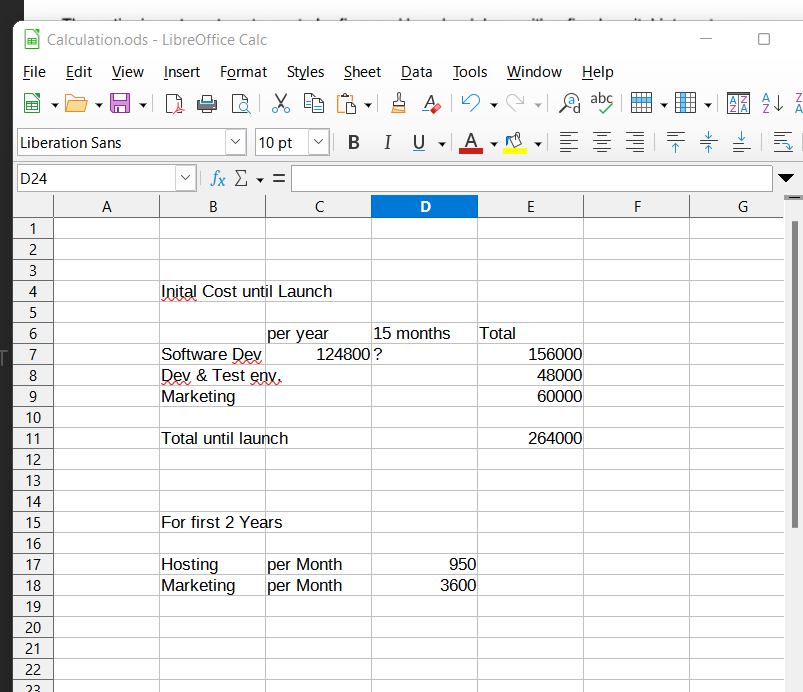 Calculation.ods - LibreOffice Calc
File Edit View Insert Format Styles Sheet Data Tools Window Help
abc
Liberation Sans 10 pt B I U A
D24 fx Σ =
A B C D E F G
1
2
3
4 Inital Cost until Launch
5
6 per year 15 months Total
7 Software Dev 124800 ? 156000
8 Dev & Test env. 48000
9 Marketing 60000
10
11 Total until launch 264000
12
13
14
15 For first 2 Years
16
17 Hosting per Month 950
18 Marketing per Month 3600
19
20
21
22
23